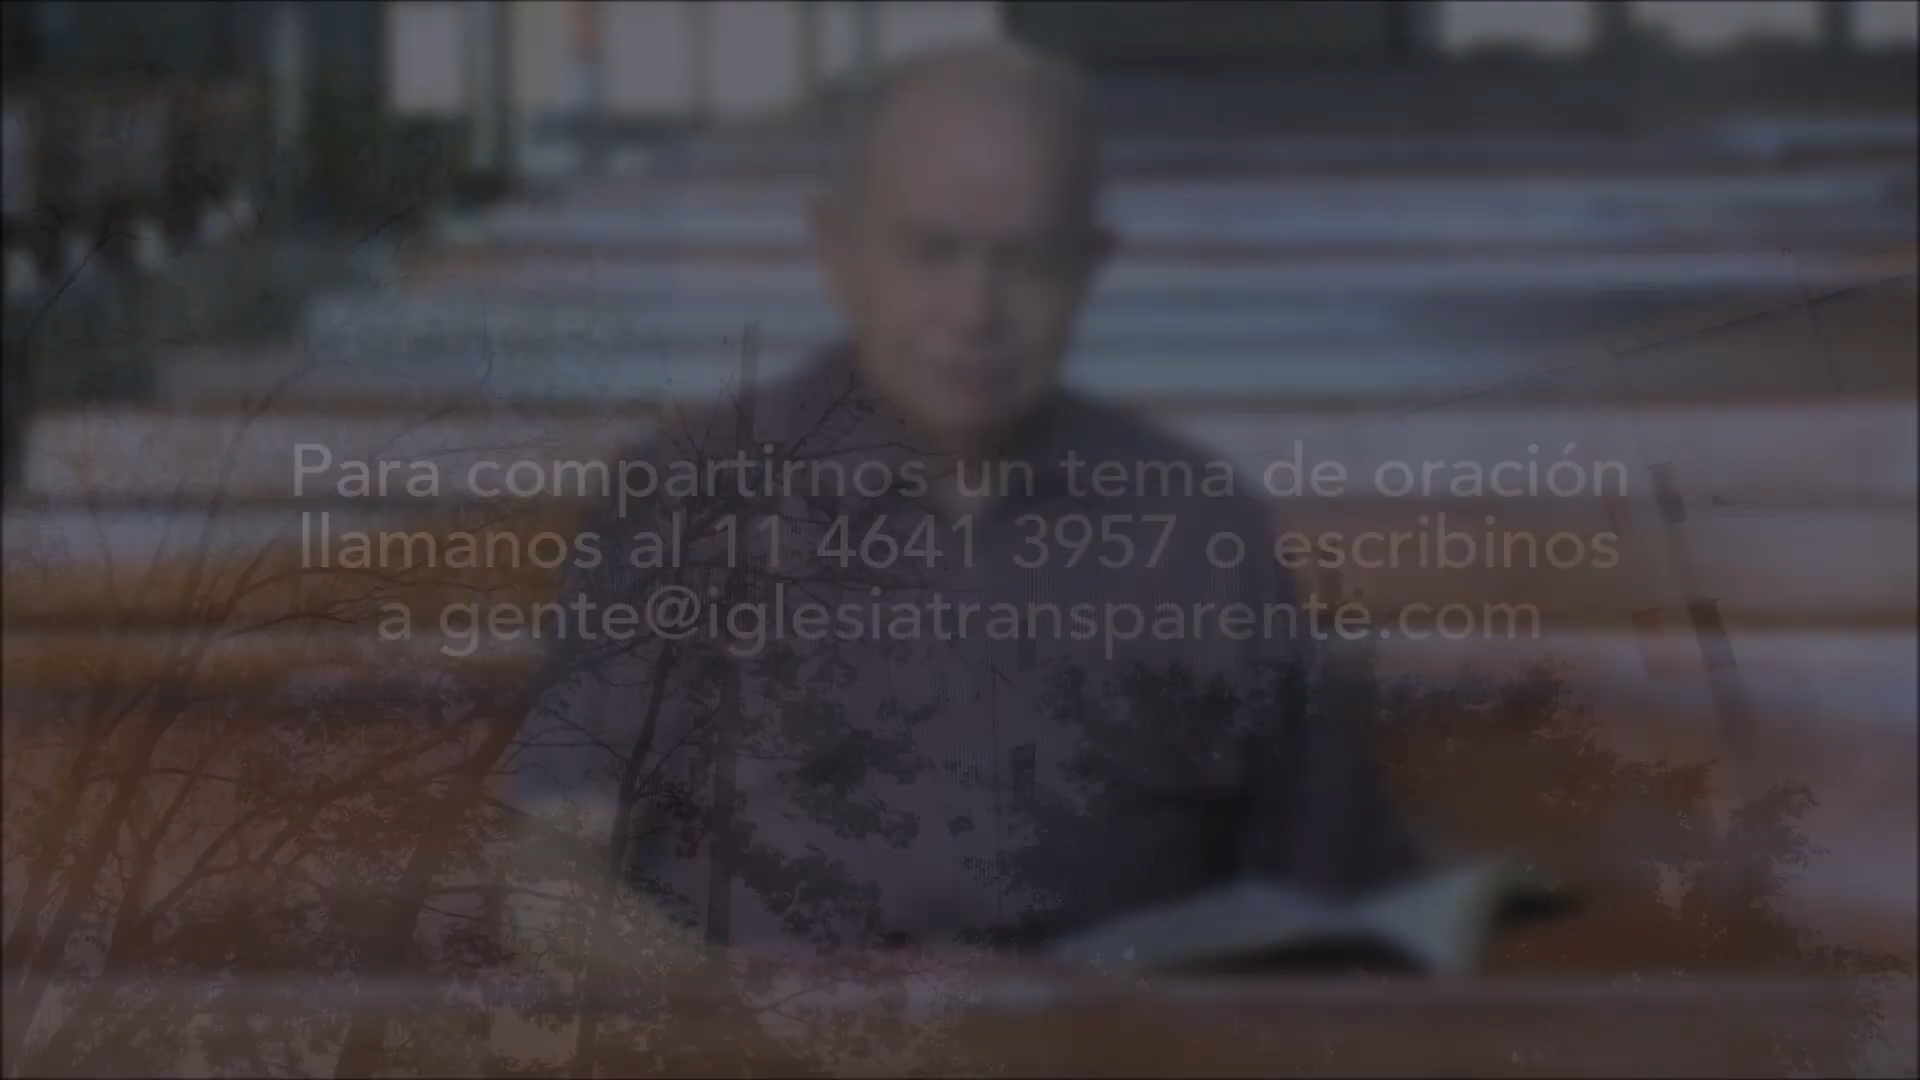 Para compartirnos un tema de oración
llamanos al 11 4641 3957 o escribinos
a gente@iglesiatransparente.com